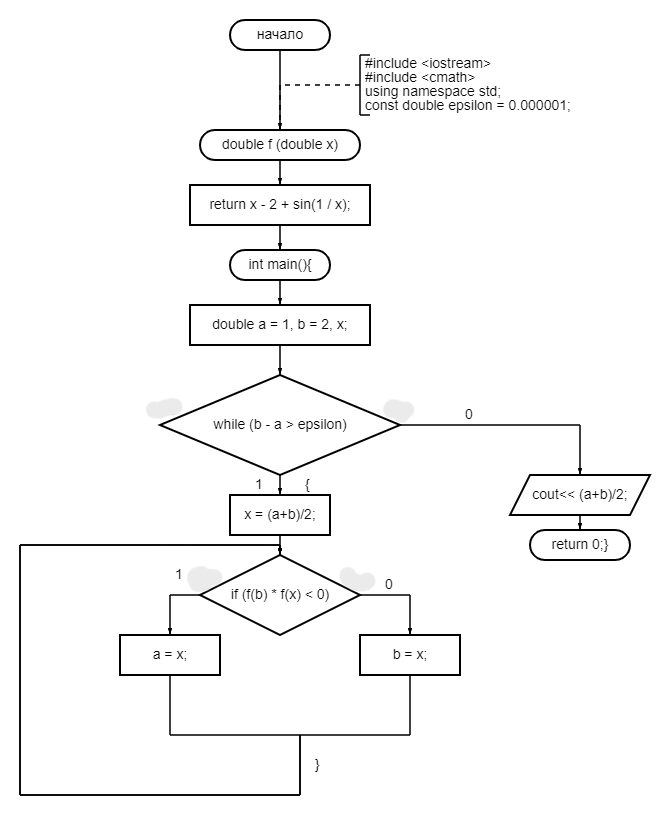 начало
#include <iostream>
#include <cmath>
using namespace std;
const double epsilon = 0.000001;
double f (double x)
return x - 2 + sin(1 / x);
int main(){
double a = 1, b = 2, x;
while (b - a > epsilon)
0
1
{
cout<< (a+b)/2;
x = (a+b)/2;
return 0;}
1
if (f(b) * f(x) < 0)
0
a = x;
b = x;
}